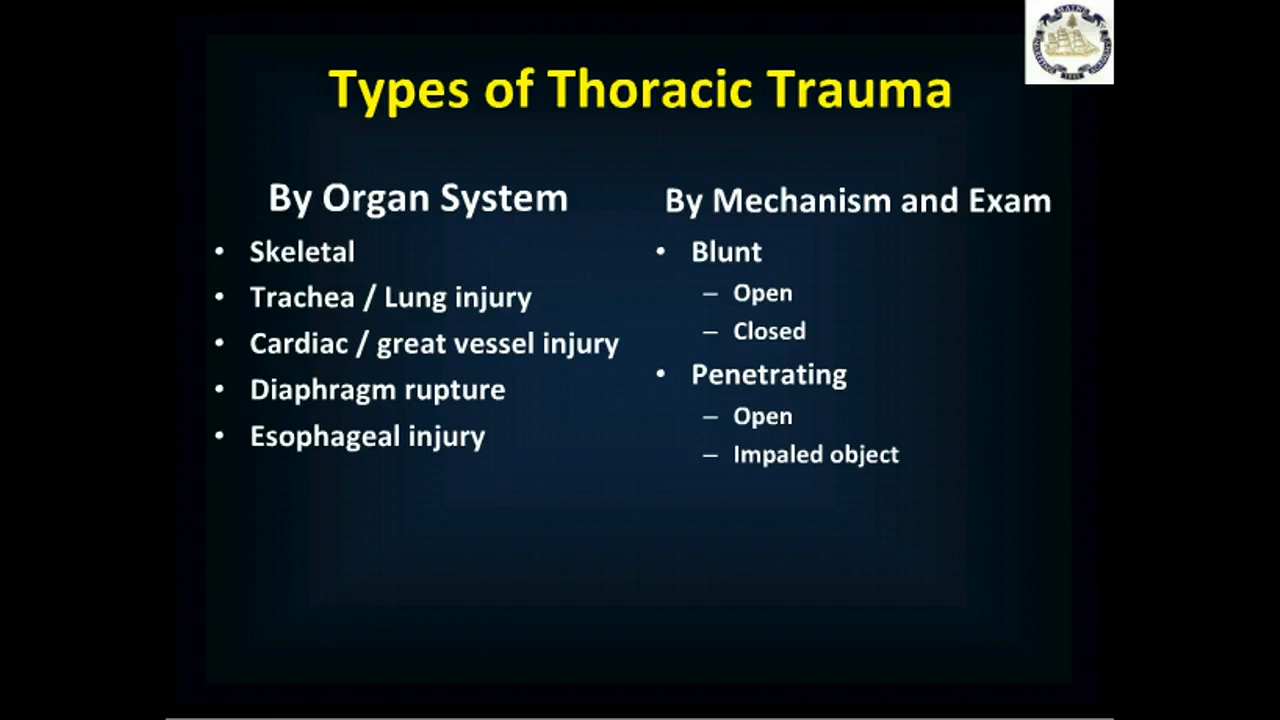 Types of Thoracic Trauma
By Organ System
• Skeletal
• Trachea / Lung injury
• Cardiac / great vessel injury
• Diaphragm rupture
• Esophageal injury
By Mechanism and Exam
• Blunt
– Open
– Closed
• Penetrating
– Open
– Impaled object
MAINE